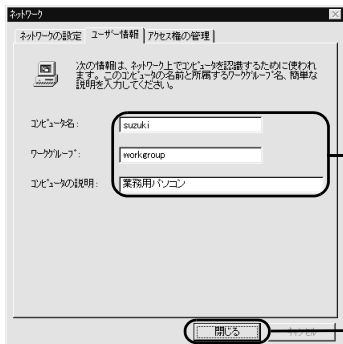 ネットワーク
ネットワークの設定 ユーザー情報 アクセス権の管理
次の情報は、ネットワーク上でコンピュータを認識するために使われ
ます。このコンピュータの名前と所属するワークグループ名、簡単な
説明を入力してください。
コンピュータ名:
suzuki
ワークグループ:
workgroup
コンピュータの説明:
業務用パソコン
閉じる
キャンセル